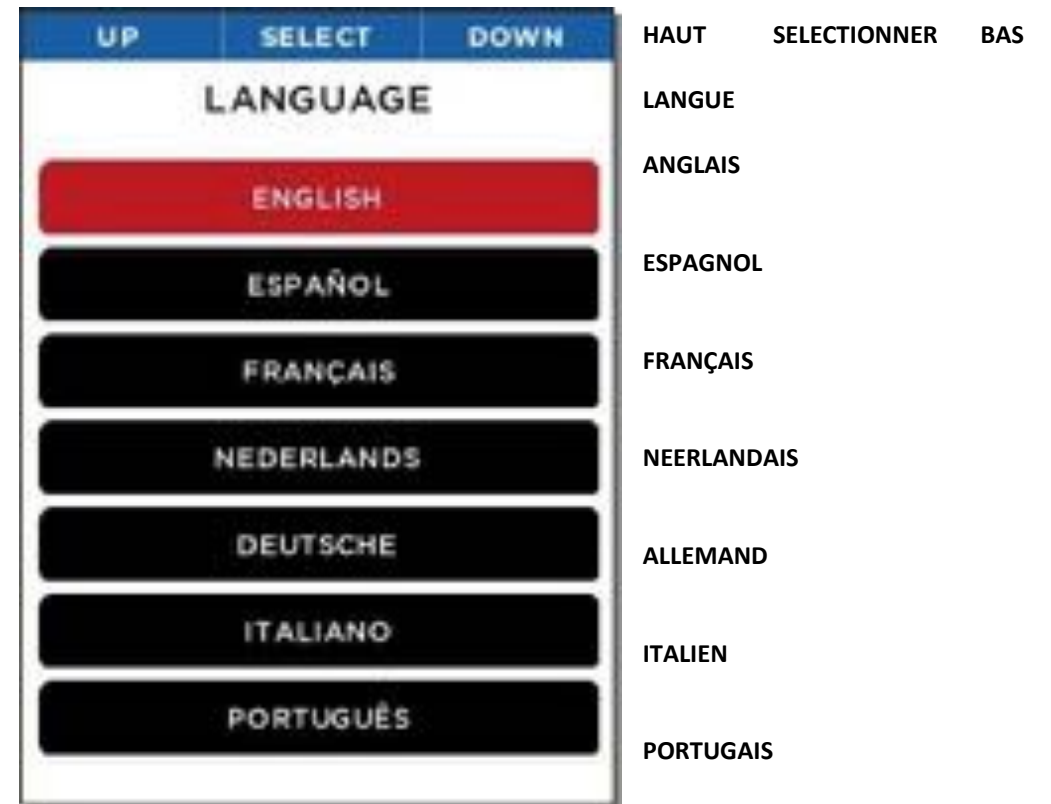 UP SELECT DOWN
HAUT SELECTIONNER BAS
LANGUAGE
LANGUE
ENGLISH
ANGLAIS
ESPAÑOL
ESPAGNOL
FRANÇAIS
FRANÇAIS
NEDERLANDS
NEERLANDAIS
DEUTSCHE
ALLEMAND
ITALIANO
ITALIEN
PORTUGUÊS
PORTUGAIS